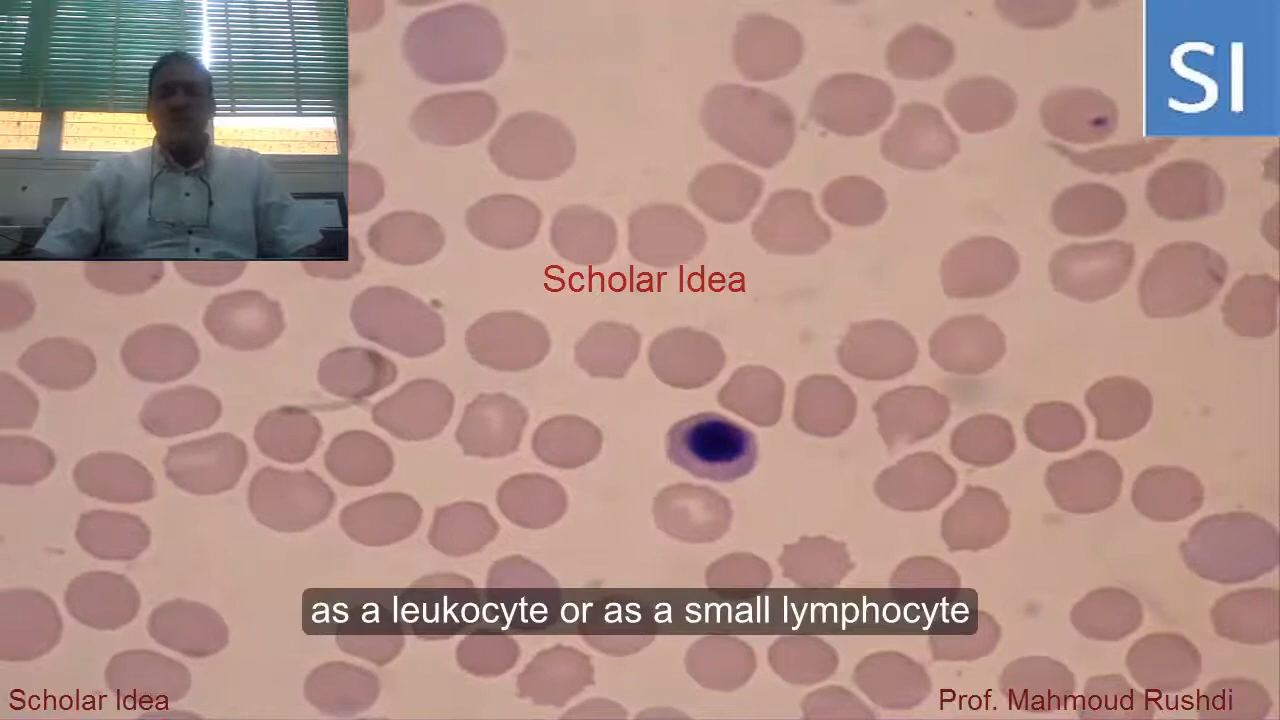 SI
Scholar Idea
as a leukocyte or as a small lymphocyte
Scholar Idea
Prof. Mahmoud Rushdi